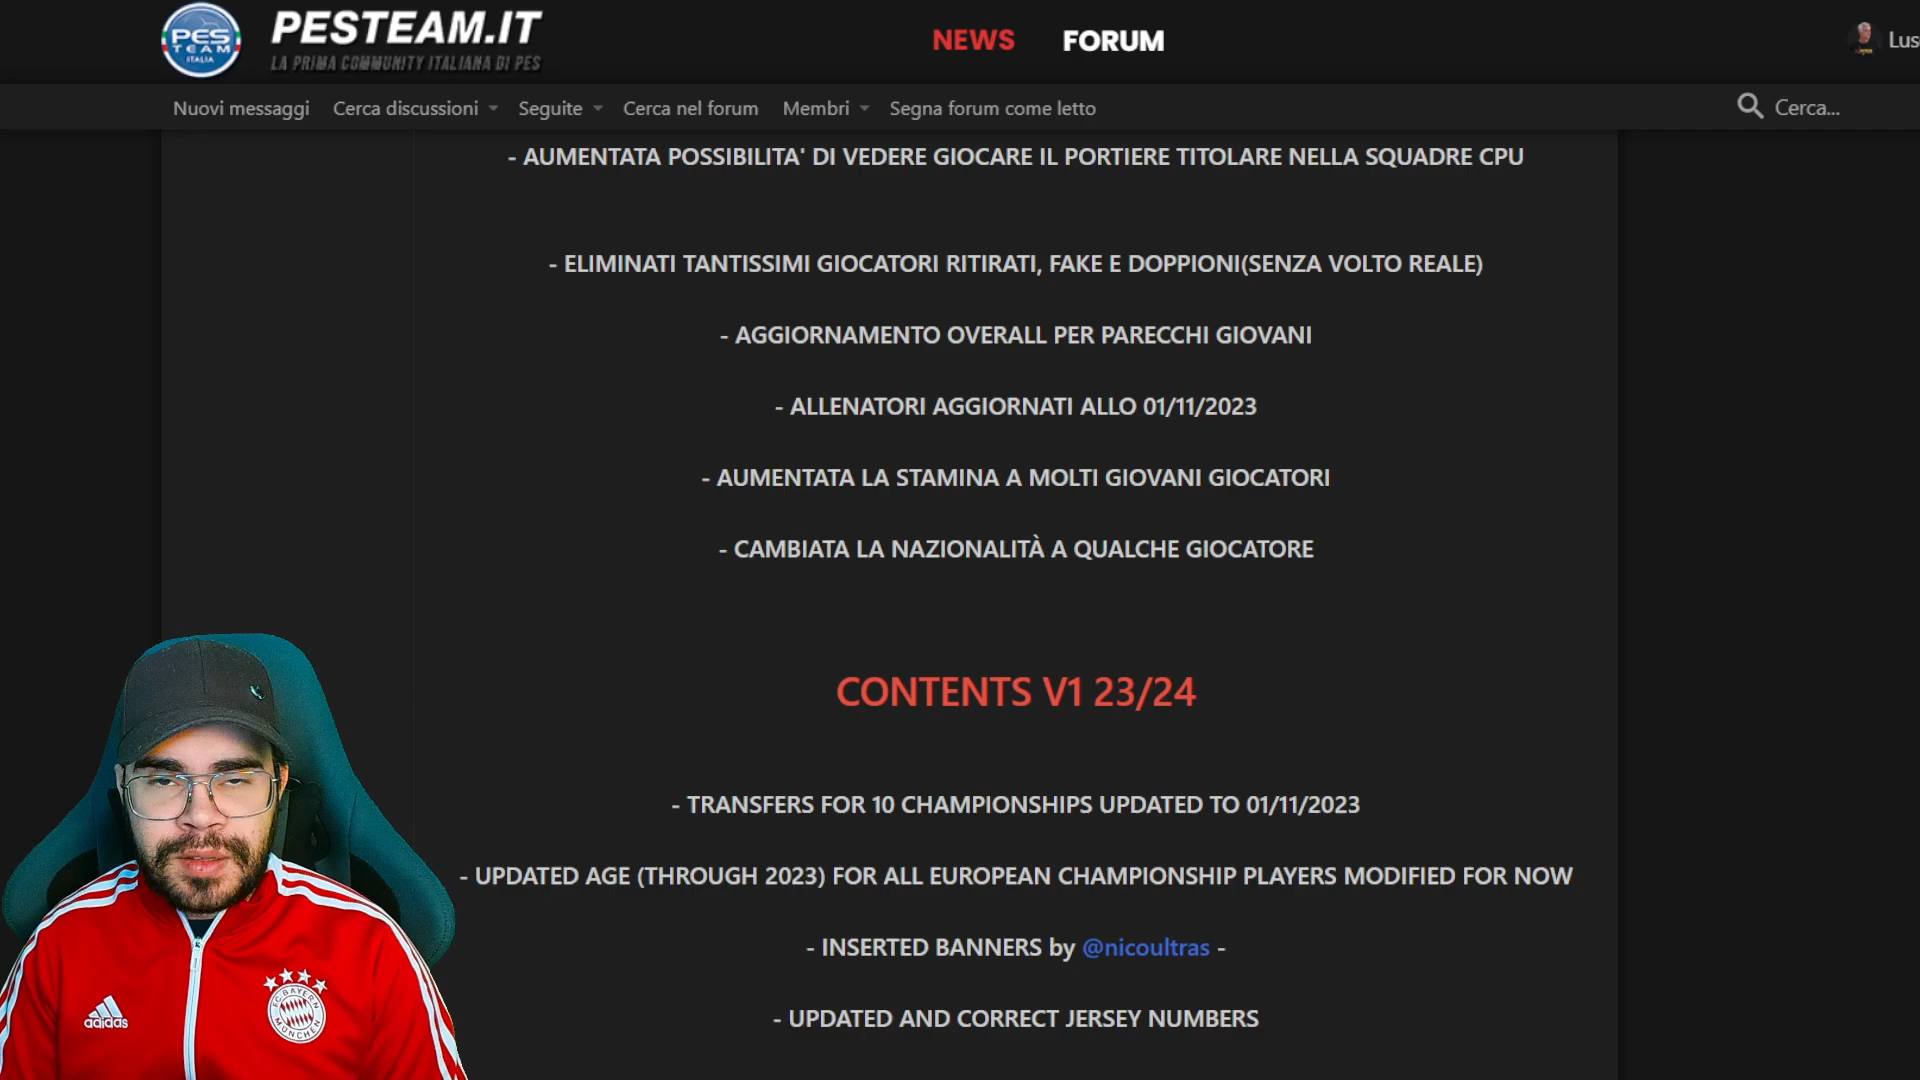 PES
TEAM
ITALIA
PESTEAM.IT
LA PRIMA COMMUNITY ITALIANA DI PES
NEWS FORUM
Lus
Nuovi messaggi Cerca discussioni Seguite Cerca nel forum Membri Segna forum come letto Cerca...
- AUMENTATA POSSIBILITA' DI VEDERE GIOCARE IL PORTIERE TITOLARE NELLA SQUADRE CPU
- ELIMINATI TANTISSIMI GIOCATORI RITIRATI, FAKE E DOPPIONI(SENZA VOLTO REALE)
- AGGIORNAMENTO OVERALL PER PARECCHI GIOVANI
- ALLENATORI AGGIORNATI ALLO 01/11/2023
- AUMENTATA LA STAMINA A MOLTI GIOVANI GIOCATORI
- CAMBIATA LA NAZIONALITÀ A QUALCHE GIOCATORE
CONTENTS V1 23/24
- TRANSFERS FOR 10 CHAMPIONSHIPS UPDATED TO 01/11/2023
- UPDATED AGE (THROUGH 2023) FOR ALL EUROPEAN CHAMPIONSHIP PLAYERS MODIFIED FOR NOW
- INSERTED BANNERS by @nicoultras -
- UPDATED AND CORRECT JERSEY NUMBERS
adidas
FC BAYERN
MÜNCHEN